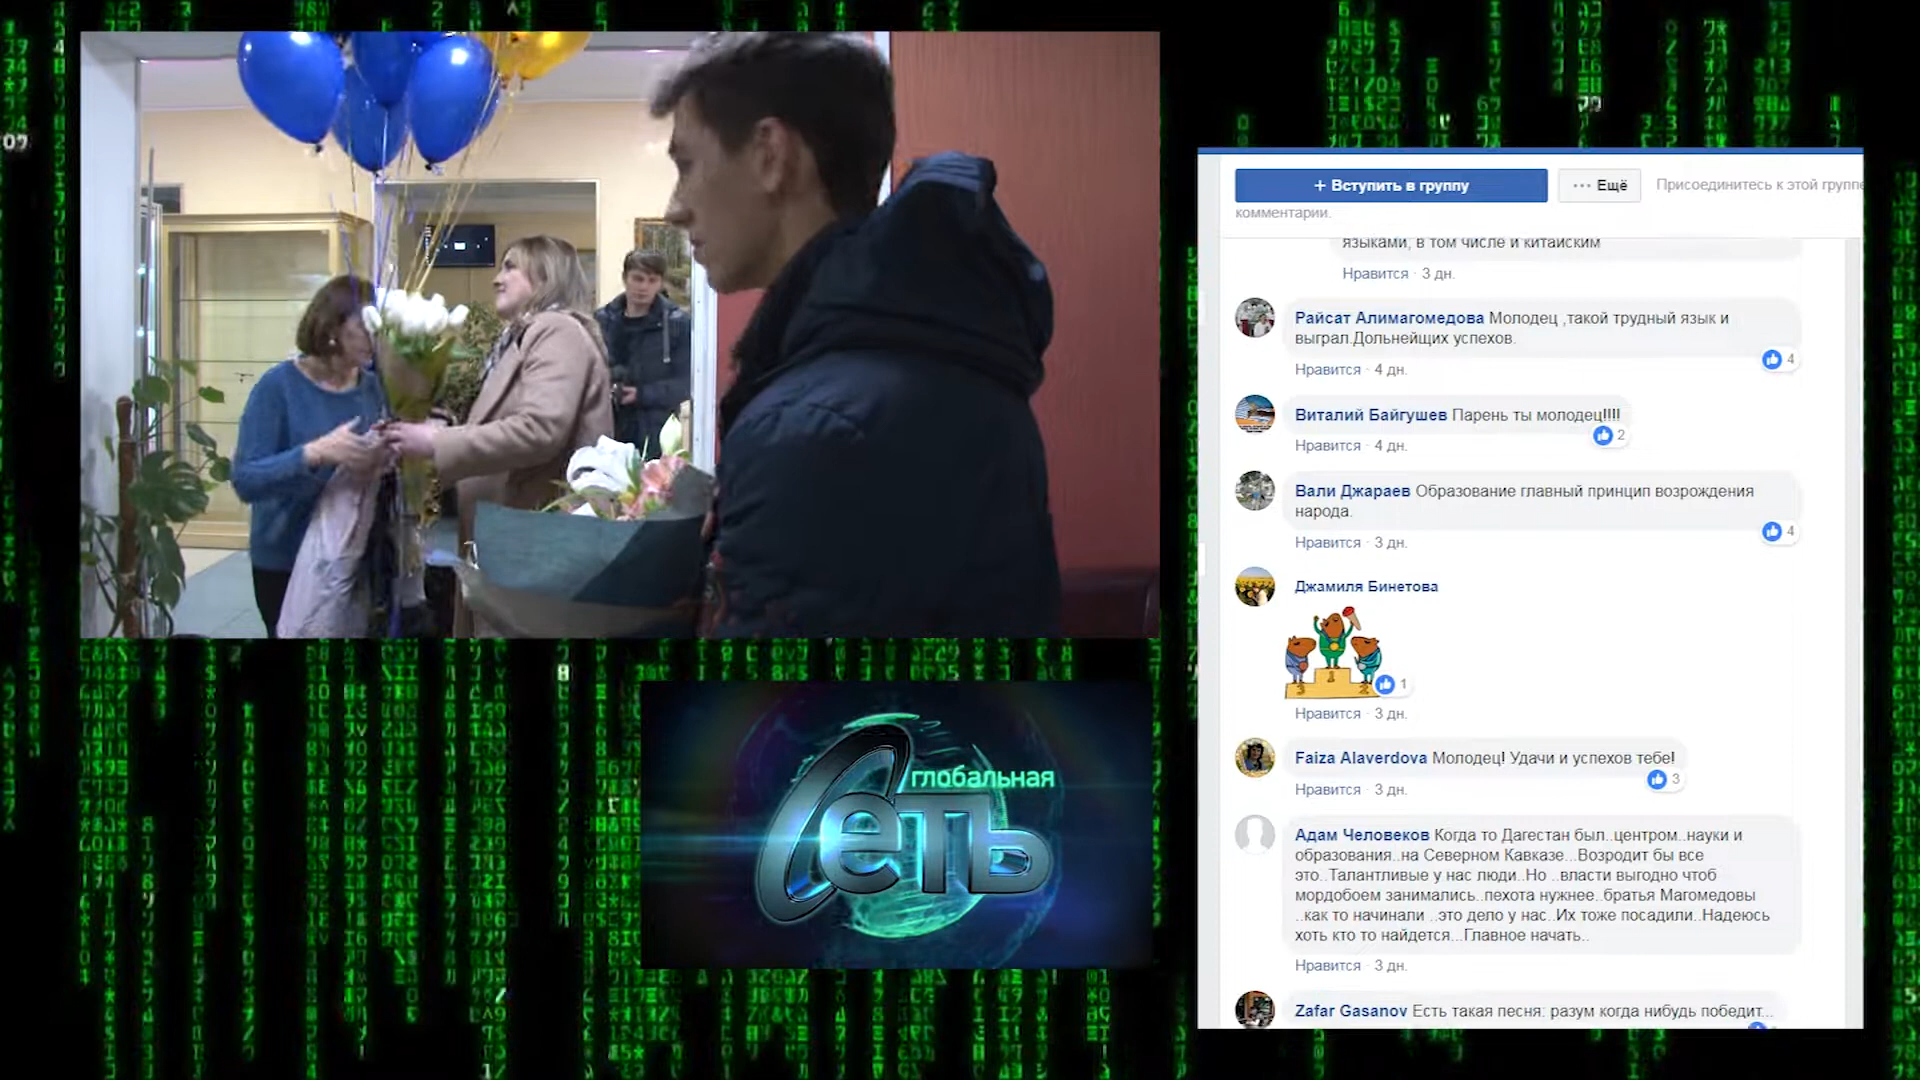 + Вступить в группу
··· Ещё
Присоединитесь к этой группе
комментарии.
языками, в том числе и китайским
Нравится · 3 дн.
Райсат Алимагомедова Молодец ,такой трудный язык и
выграл.Дольнейщих успехов.
4
Нравится · 4 дн.
Виталий Байгушев Парень ты молодец!!!!
2
Нравится · 4 дн.
Вали Джараев Образование главный принцип возрождения
народа.
4
Нравится · 3 дн.
Джамиля Бинетова
3 1 2
1
Нравится · 3 дн.
Faiza Alaverdova Молодец! Удачи и успехов тебе!
3
Нравится · 3 дн.
Адам Человеков Когда то Дагестан был..центром..науки и
образования..на Северном Кавказе...Возродит бы все
это..Талантливые у нас люди..Но ..власти выгодно чтоб
мордобоем занимались..пехота нужнее..братья Магомедовы
..как то начинали ..это дело у нас..Их тоже посадили..Надеюсь
хоть кто то найдется...Главное начать..
Нравится · 3 дн.
Zafar Gasanov Есть такая песня: разум когда нибудь победит...
глобальная
Сеть